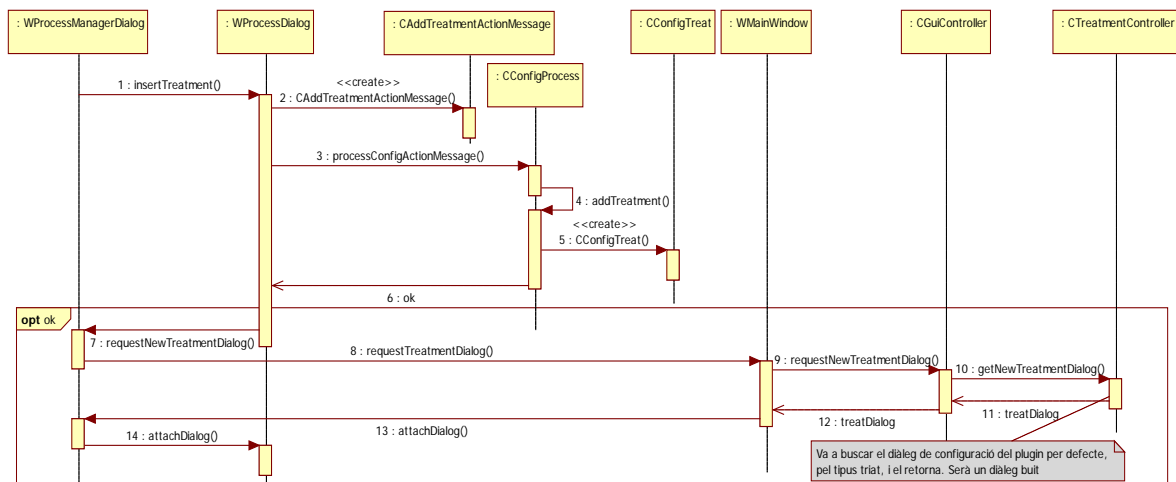 : WProcessManagerDialog
: WProcessDialog
: CAddTreatmentActionMessage
: CConfigTreat
: WMainWindow
: CGuiController
: CTreatmentController
: CConfigProcess
1 : insertTreatment()
<<create>>
2 : CAddTreatmentActionMessage()
3 : processConfigActionMessage()
4 : addTreatment()
<<create>>
5 : CConfigTreat()
6 : ok
opt ok
7 : requestNewTreatmentDialog()
8 : requestTreatmentDialog()
9 : requestNewTreatmentDialog()
10 : getNewTreatmentDialog()
11 : treatDialog
12 : treatDialog
13 : attachDialog()
14 : attachDialog()
Va a buscar el diàleg de configuració del plugin per defecte,
pel tipus triat, i el retorna. Serà un diàleg buit